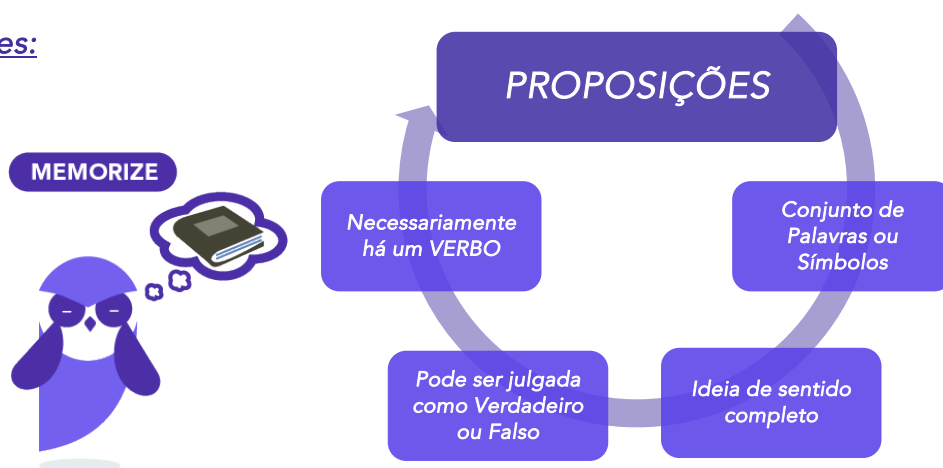 es:
PROPOSIÇÕES
MEMORIZE
Necessariamente
há um VERBO
Conjunto de
Palavras ou
Símbolos
Pode ser julgada
como Verdadeiro
ou Falso
Ideia de sentido
completo